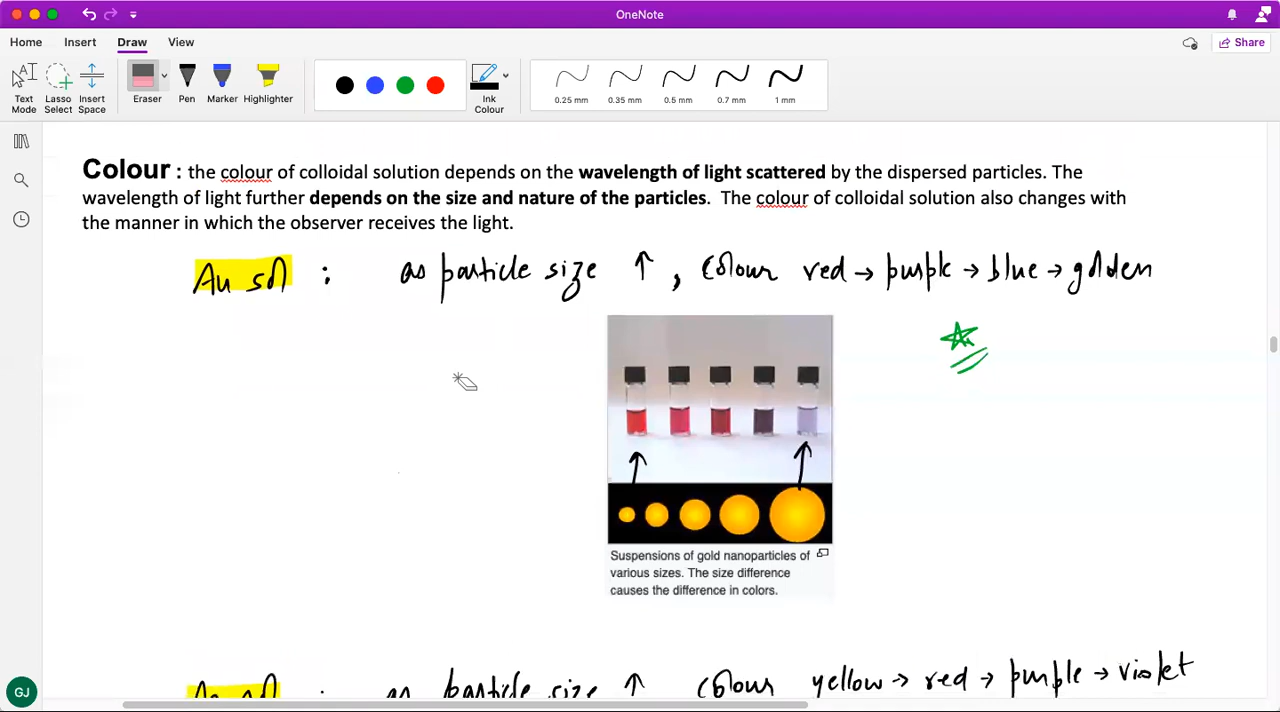 OneNote
Home Insert Draw View
Share
Text Mode
Lasso Select
Insert Space
Eraser
Pen
Marker
Highlighter
Ink Colour
0.25 mm 0.35 mm 0.5 mm 0.7 mm 1 mm
Colour : the colour of colloidal solution depends on the wavelength of light scattered by the dispersed particles. The
wavelength of light further depends on the size and nature of the particles. The colour of colloidal solution also changes with
the manner in which the observer receives the light.
Au sol : as particle size ↑ , colour red → purple → blue → golden
Suspensions of gold nanoparticles of
various sizes. The size difference
causes the difference in colors.
as particle size ↑ colour yellow → red → purple → violet
GJ